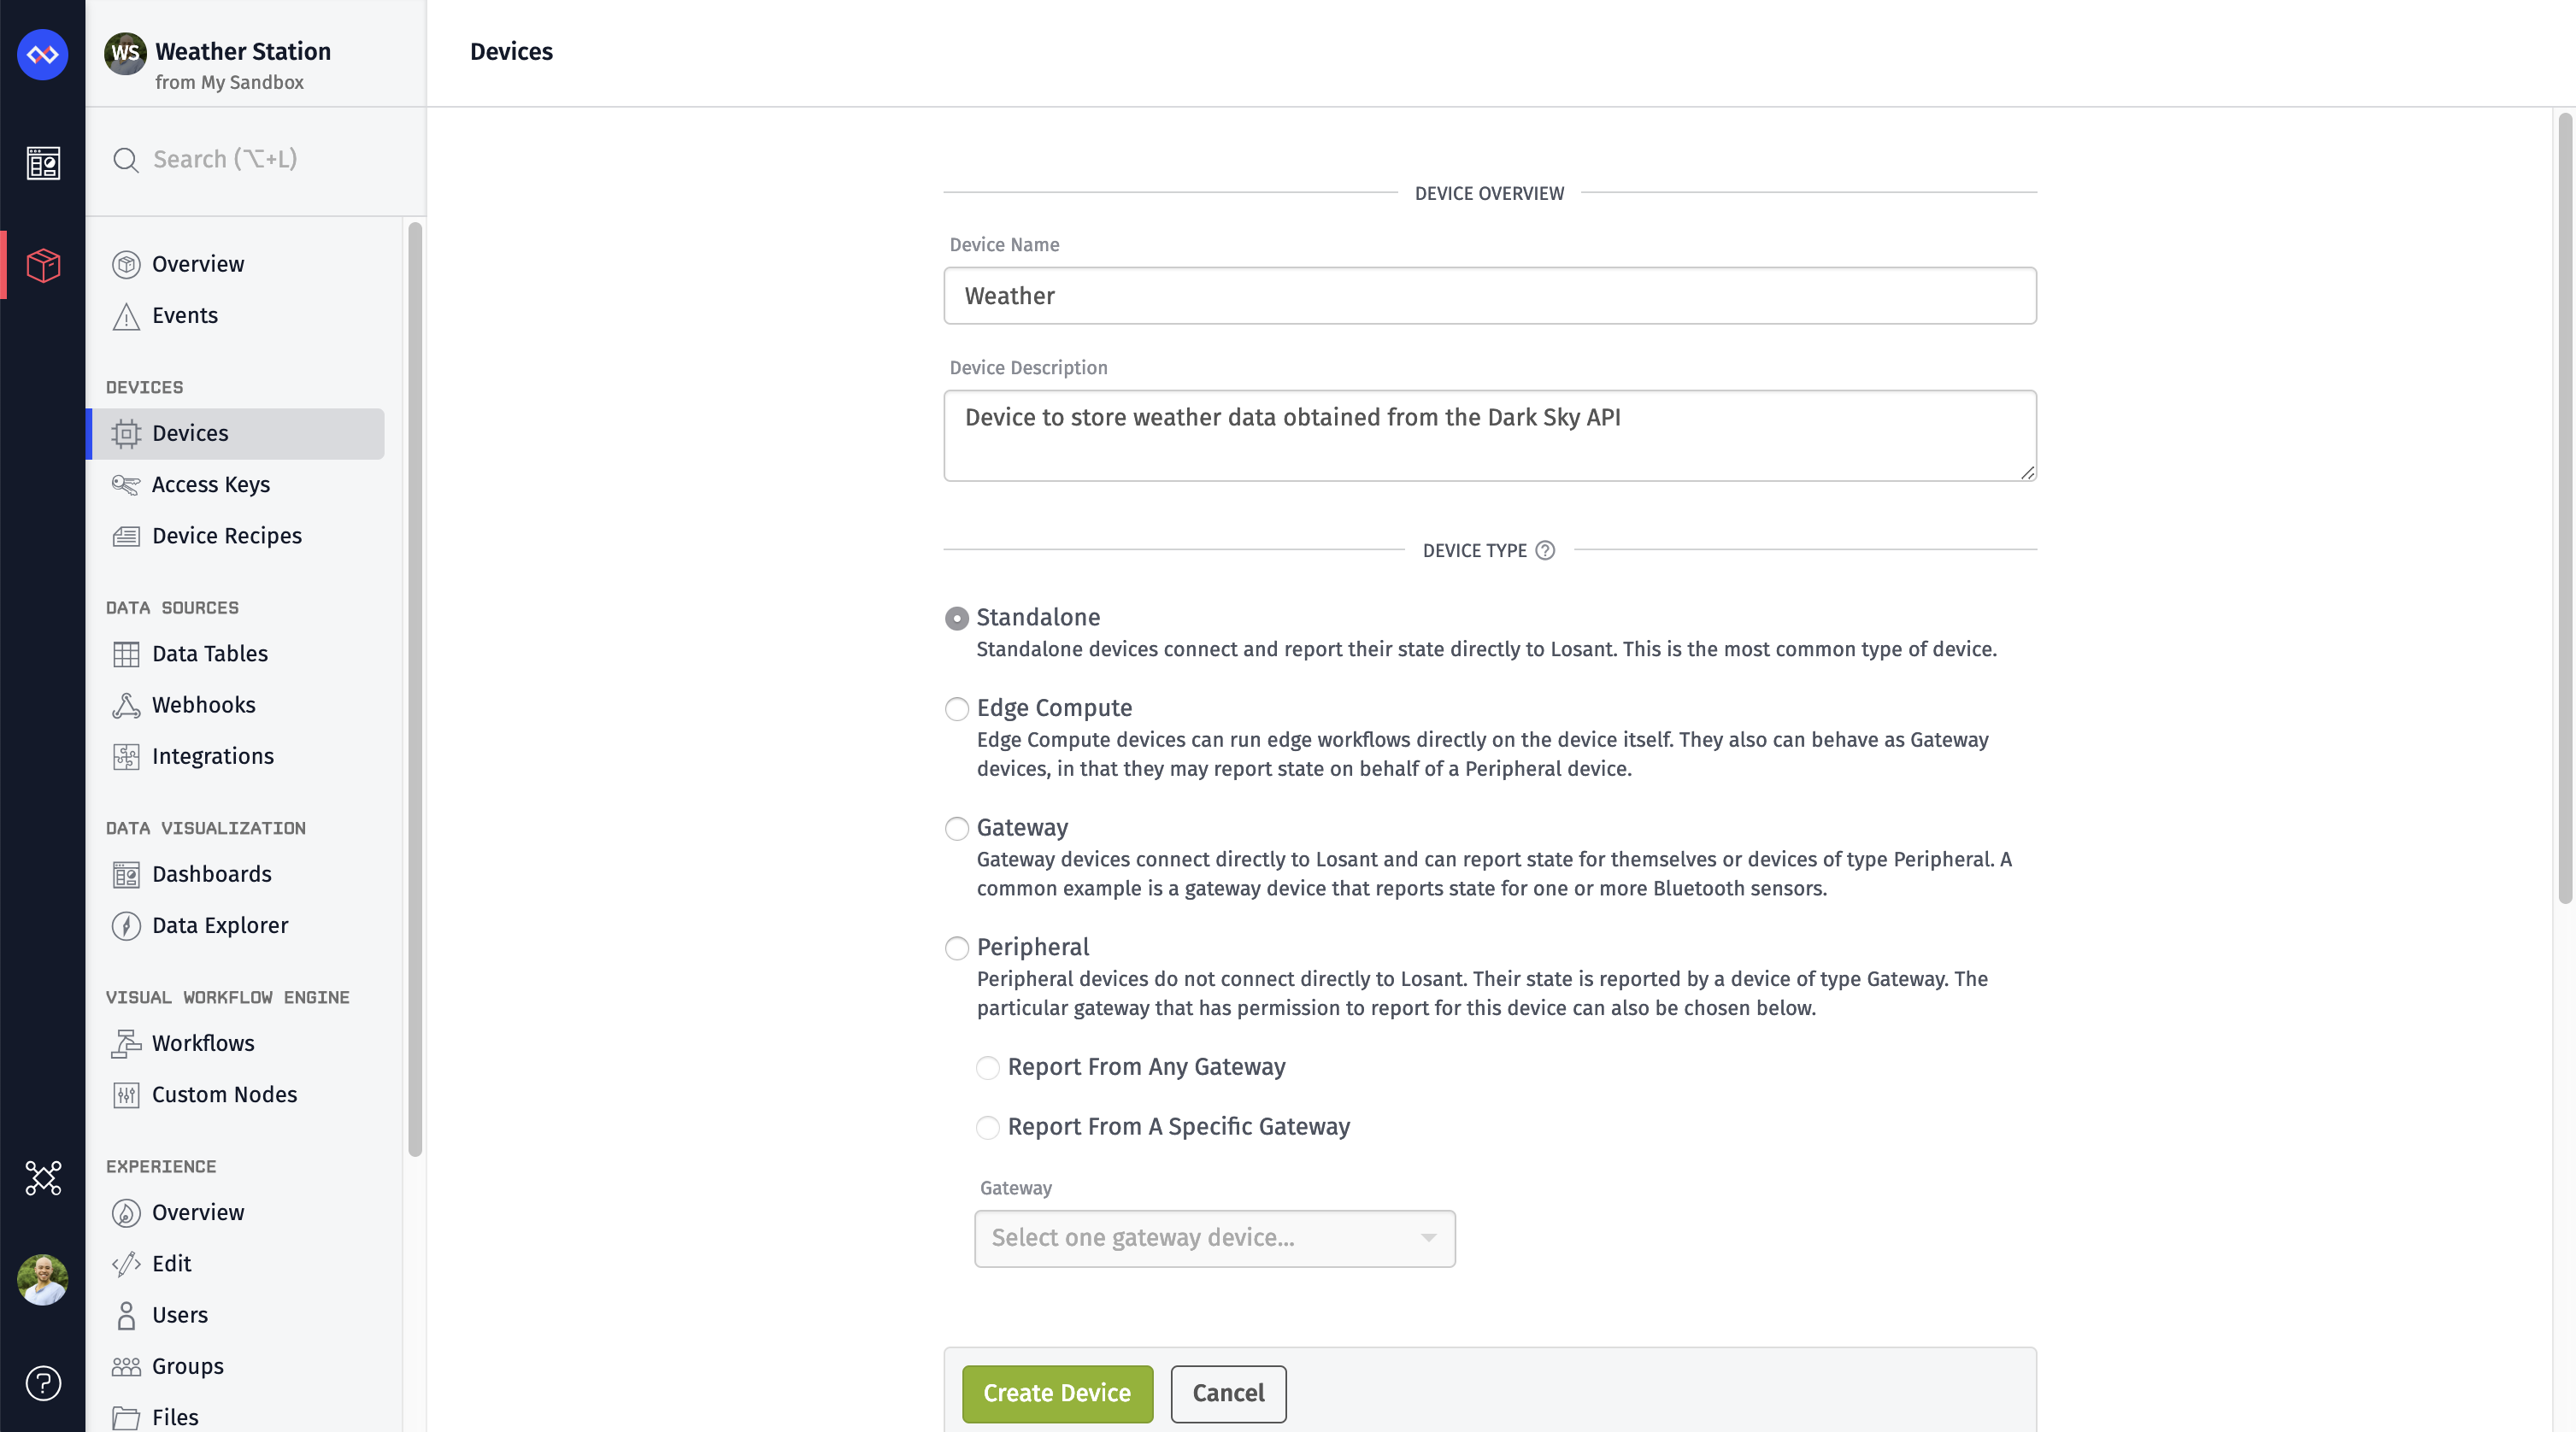 WS
Weather Station
from My Sandbox
Search (⌥+L)
Overview
Events
DEVICES
Devices
Access Keys
Device Recipes
DATA SOURCES
Data Tables
Webhooks
Integrations
DATA VISUALIZATION
Dashboards
Data Explorer
VISUAL WORKFLOW ENGINE
Workflows
Custom Nodes
EXPERIENCE
Overview
Edit
Users
Groups
Files
Devices
DEVICE OVERVIEW
Device Name
Weather
Device Description
Device to store weather data obtained from the Dark Sky API
DEVICE TYPE ?
Standalone
Standalone devices connect and report their state directly to Losant. This is the most common type of device.
Edge Compute
Edge Compute devices can run edge workflows directly on the device itself. They also can behave as Gateway
devices, in that they may report state on behalf of a Peripheral device.
Gateway
Gateway devices connect directly to Losant and can report state for themselves or devices of type Peripheral. A
common example is a gateway device that reports state for one or more Bluetooth sensors.
Peripheral
Peripheral devices do not connect directly to Losant. Their state is reported by a device of type Gateway. The
particular gateway that has permission to report for this device can also be chosen below.
Report From Any Gateway
Report From A Specific Gateway
Gateway
Select one gateway device...
Create Device
Cancel